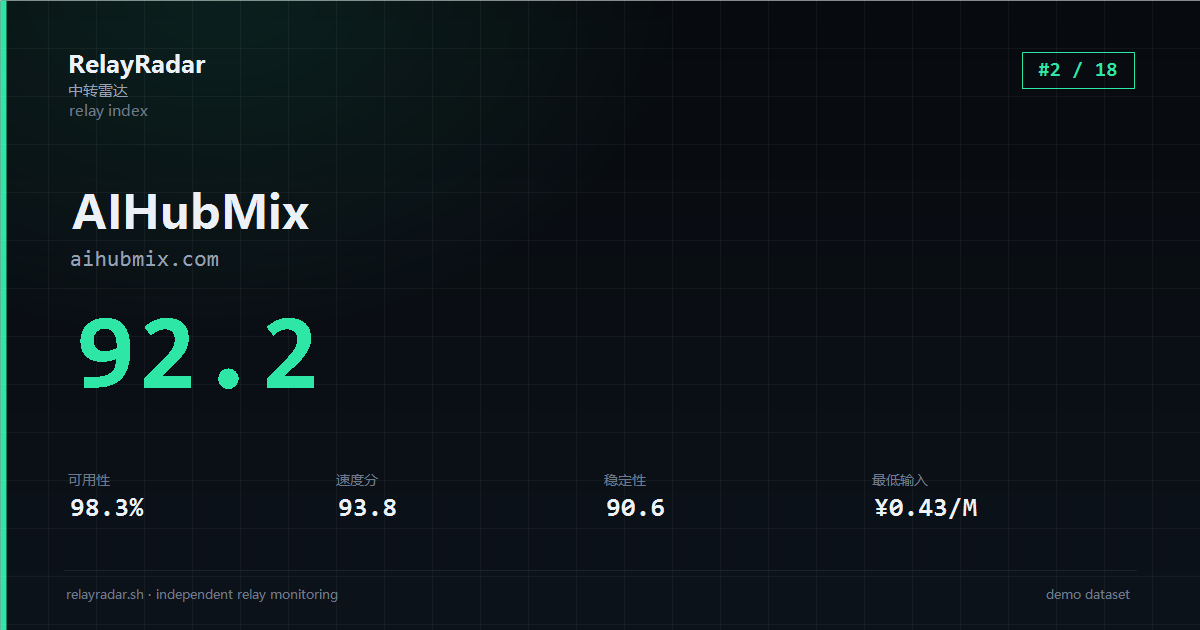 RelayRadar
中转雷达
relay index
#2 / 18
AIHubMix
aihubmix.com
92.2
可用性
98.3%
速度分
93.8
稳定性
90.6
最低输入
¥0.43/M
relayradar.sh · independent relay monitoring
demo dataset